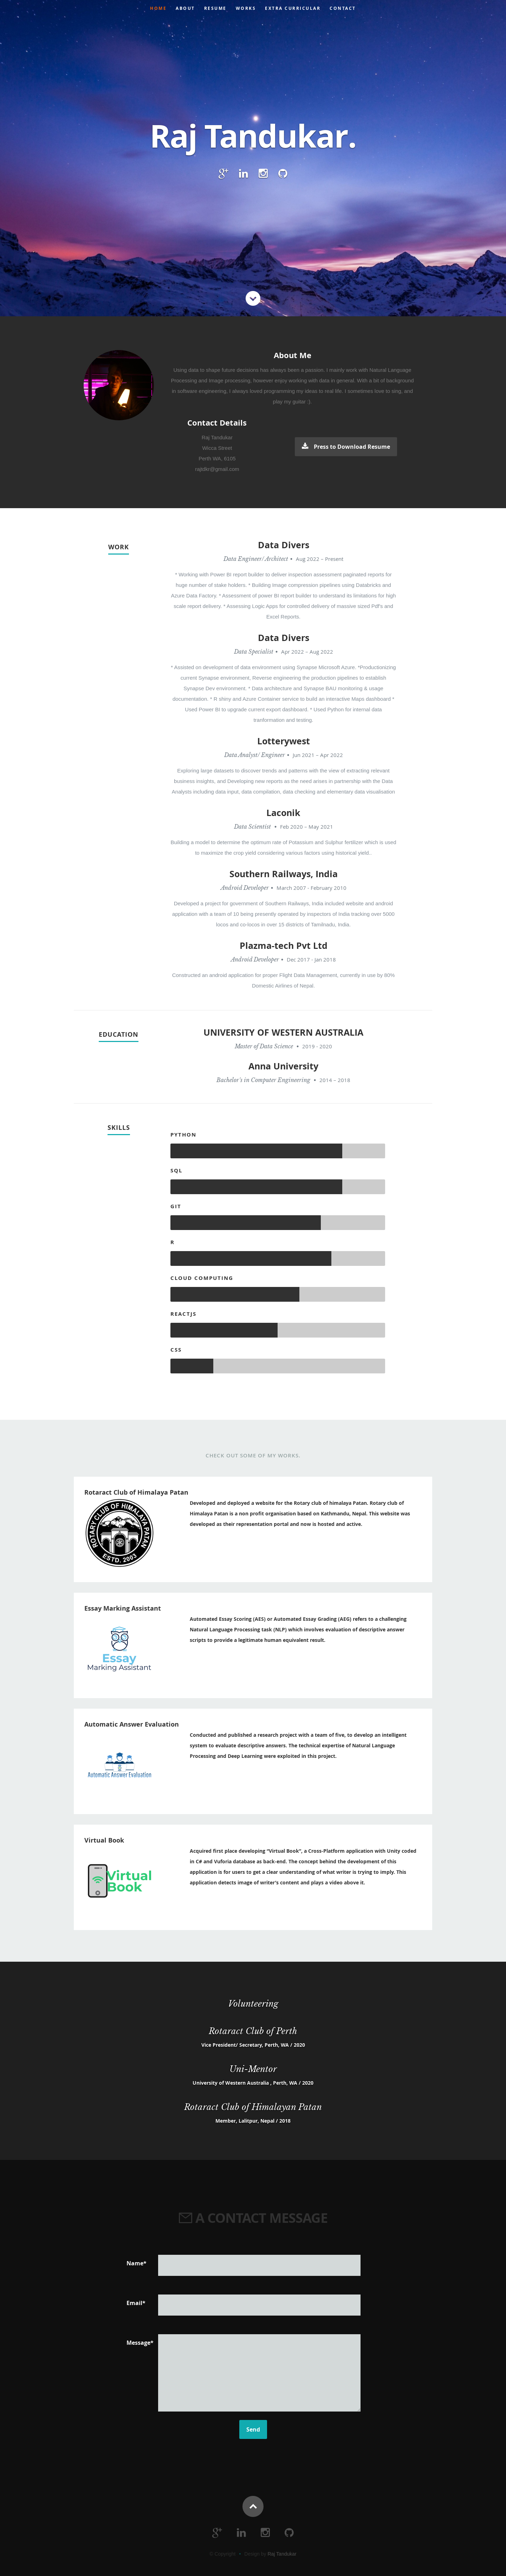 HOME ABOUT RESUME WORKS EXTRA CURRICULAR CONTACT
Raj Tandukar.
About Me
Using data to shape future decisions has always been a passion. I mainly work with Natural Language
Processing and Image processing, however enjoy working with data in general. With a bit of background
in software engineering, I always loved programming my ideas in real life. I sometimes love to sing, and
play my guitar :).
Contact Details
Raj Tandukar
Wicca Street
Perth WA, 6106
rajtdkr@gmail.com
Press to Download Resume
WORK
Data Divers
Data Engineer/Architect • Aug 2022 – Present
* Working with Power BI report builder to deliver inspection assessment paginated reports for
huge number of stake holders. * Building Image compression pipelines using Databricks and
Azure Data Factory. * Assessment of power BI report builder to understand its limitations for high
scale report delivery. * Assessing Logic Apps for controlled delivery of massive sized Pdf's and
Excel Reports.
Data Divers
Data Specialist • Apr 2022 – Aug 2022
* Assisted on development of data environment using Synapse Microsoft Azure. *Productionizing
current Synapse environment, Reverse engineering the production pipelines to establish
Synapse Dev environment. * Data architecture and Synapse BAU monitoring & usage
documentation. * R shiny and Azure Container service to build an interactive Maps dashboard *
Used Power BI to upgrade current export dashboard. * Used Python for internal data
tranformation and testing.
Lotterywest
Data Analyst/ Engineer • Jun 2021 – Apr 2022
Exploring large datasets to discover trends and patterns with the view of extracting relevant
business insights, and Developing new reports as the need arises in partnership with the Data
Analysts including data input, data compilation, data checking and elementary data visualisation
Laconik
Data Scientist • Feb 2020 – May 2021
Building a model to determine the optimum rate of Potassium and Sulphur fertilizer which is used
to maximize the crop yield considering various factors using historical yield..
Southern Railways, India
Android Developer • March 2007 - February 2010
Developed a project for government of Southern Railways, India included website and android
application with a team of 10 being presently operated by inspectors of India tracking over 5000
locos and co-locos in over 15 districts of Tamilnadu, India.
Plazma-tech Pvt Ltd
Android Developer • Dec 2017 - Jan 2018
Constructed an android application for proper Flight Data Management, currently in use by 80%
Domestic Airlines of Nepal.
EDUCATION
UNIVERSITY OF WESTERN AUSTRALIA
Master of Data Science • 2019 - 2020
Anna University
Bachelor's in Computer Engineering • 2014 – 2018
SKILLS
PYTHON
SQL
GIT
R
CLOUD COMPUTING
REACTJS
CSS
CHECK OUT SOME OF MY WORKS.
Rotaract Club of Himalaya Patan
ROTARY CLUB OF HIMALAYA PATAN
ESTD. 2003
Developed and deployed a website for the Rotary club of himalaya Patan. Rotary club of
Himalaya Patan is a non profit organisation based on Kathmandu, Nepal. This website was
developed as their representation portal and now is hosted and active.
Essay Marking Assistant
Essay
Marking Assistant
Automated Essay Scoring (AES) or Automated Essay Grading (AEG) refers to a challenging
Natural Language Processing task (NLP) which involves evaluation of descriptive answer
scripts to provide a legitimate human equivalent result.
Automatic Answer Evaluation
Automatic Answer Evaluation
Conducted and published a research project with a team of five, to develop an intelligent
system to evaluate descriptive answers. The technical expertise of Natural Language
Processing and Deep Learning were exploited in this project.
Virtual Book
Virtual
Book
Acquired first place developing "Virtual Book", a Cross-Platform application with Unity coded
in C# and Vuforia database as back-end. The concept behind the development of this
application is for users to get a clear understanding of what writer is trying to imply. This
application detects image of writer's content and plays a video above it.
Volunteering
Rotaract Club of Perth
Vice President/ Secretary, Perth, WA / 2020
Uni-Mentor
University of Western Australia , Perth, WA / 2020
Rotaract Club of Himalayan Patan
Member, Lalitpur, Nepal / 2018
A CONTACT MESSAGE
Name*
Email*
Message*
Send
© Copyright • Design by Raj Tandukar